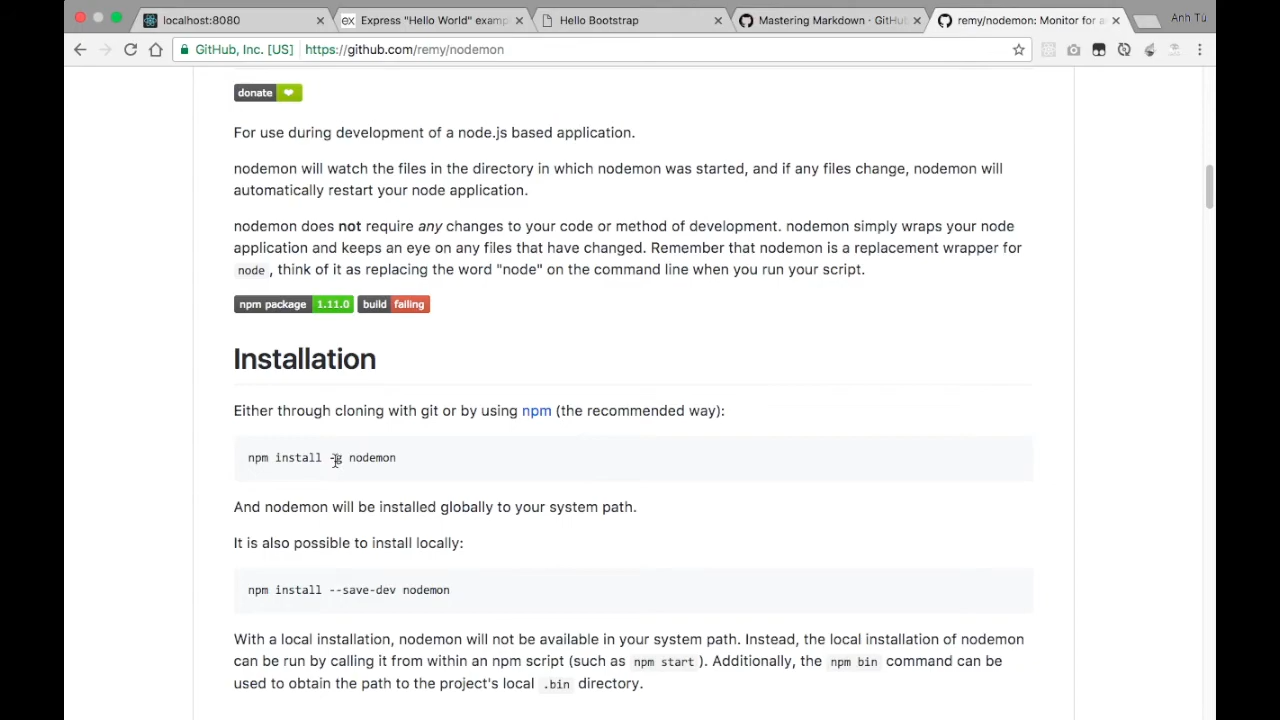 localhost:8080
Express "Hello World" examp
Hello Bootstrap
Mastering Markdown · GitHub
remy/nodemon: Monitor for a
Anh Tú
GitHub, Inc. [US] https://github.com/remy/nodemon
donate
For use during development of a node.js based application.
nodemon will watch the files in the directory in which nodemon was started, and if any files change, nodemon will
automatically restart your node application.
nodemon does not require any changes to your code or method of development. nodemon simply wraps your node
application and keeps an eye on any files that have changed. Remember that nodemon is a replacement wrapper for
node , think of it as replacing the word "node" on the command line when you run your script.
npm package 1.11.0 build failing
Installation
Either through cloning with git or by using npm (the recommended way):
npm install -g nodemon
And nodemon will be installed globally to your system path.
It is also possible to install locally:
npm install --save-dev nodemon
With a local installation, nodemon will not be available in your system path. Instead, the local installation of nodemon
can be run by calling it from within an npm script (such as npm start ). Additionally, the npm bin command can be
used to obtain the path to the project's local .bin directory.